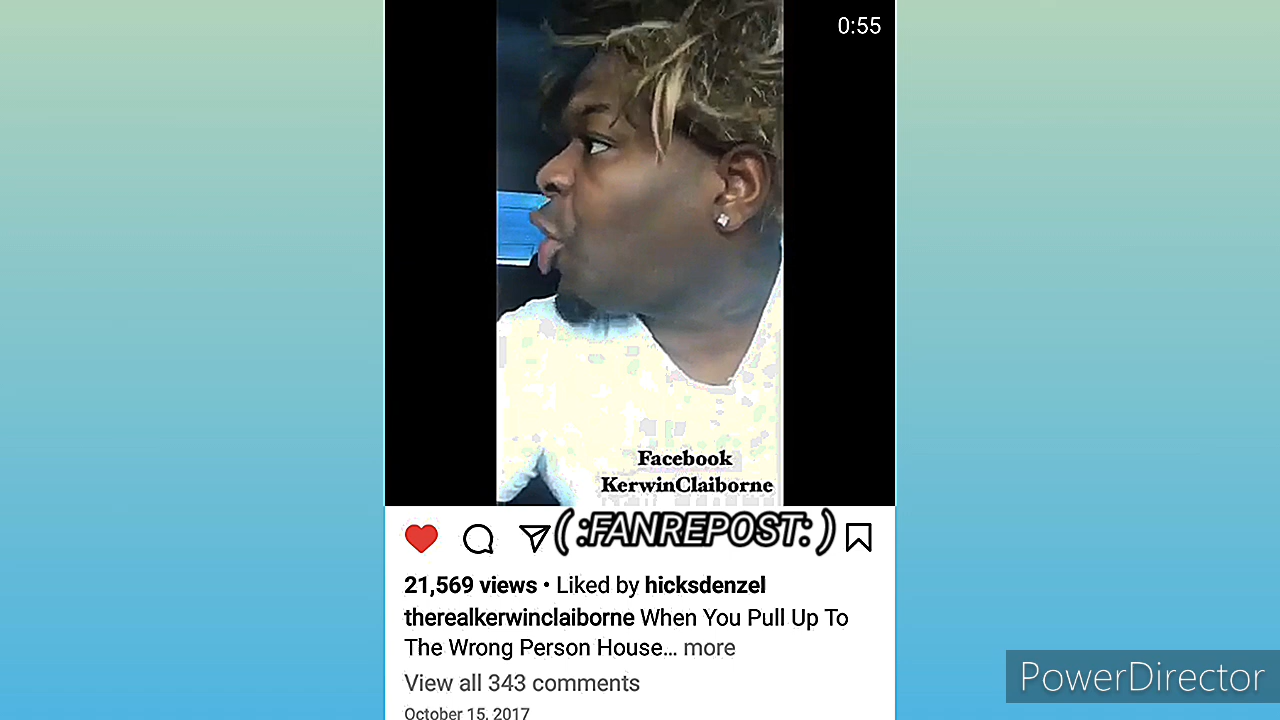 0:55
Facebook
KerwinClaiborne
( :FANREPOST: )
21,569 views • Liked by hicksdenzel
therealkerwinclaiborne When You Pull Up To
The Wrong Person House... more
View all 343 comments
October 15, 2017
PowerDirector